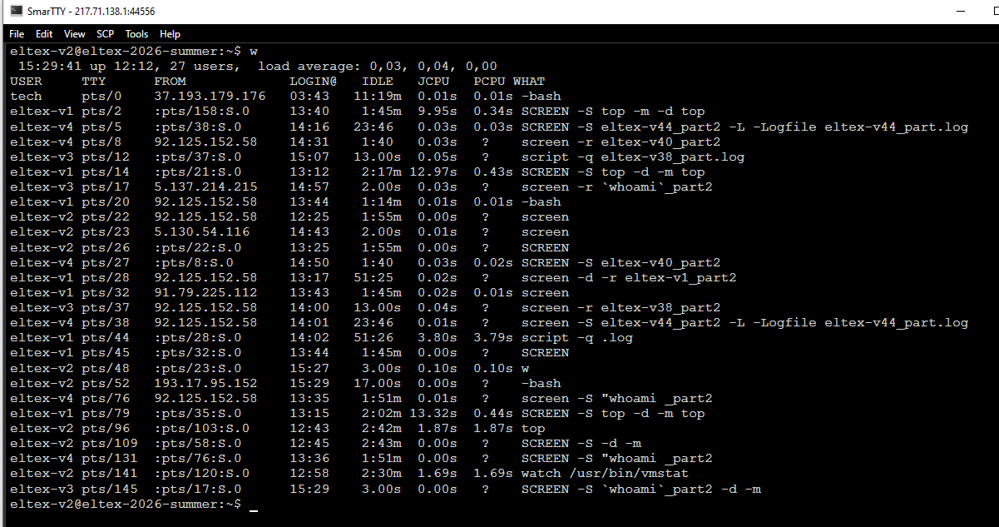 SmarTTY - 217.71.138.1:44556
File Edit View SCP Tools Help
eltex-v2@eltex-2026-summer:~$ w
 15:29:41 up 12:12, 27 users,  load average: 0,03, 0,04, 0,00
USER     TTY      FROM             LOGIN@   IDLE   JCPU   PCPU WHAT
tech     pts/0    37.193.179.176   03:43   11:19m  0.01s  0.01s -bash
eltex-v1 pts/2    :pts/158:S.0     13:40    1:45m  9.95s  0.34s SCREEN -S top -m -d top
eltex-v4 pts/5    :pts/38:S.0      14:16   23:46   0.03s  0.03s SCREEN -S eltex-v44_part2 -L -Logfile eltex-v44_part.log
eltex-v4 pts/8    92.125.152.58    14:31    1:40   0.03s   ?    screen -r eltex-v40_part2
eltex-v3 pts/12   :pts/37:S.0      15:07   13.00s  0.05s   ?    script -q eltex-v38_part.log
eltex-v1 pts/14   :pts/21:S.0      13:12    2:17m 12.97s  0.43s SCREEN -S top -d -m top
eltex-v3 pts/17   5.137.214.215    14:57    2.00s  0.03s   ?    screen -r `whoami`_part2
eltex-v1 pts/20   92.125.152.58    13:44    1:14m  0.01s  0.01s -bash
eltex-v2 pts/22   92.125.152.58    12:25    1:55m  0.00s   ?    screen
eltex-v2 pts/23   5.130.54.116     14:43    2.00s  0.01s   ?    screen
eltex-v2 pts/26   :pts/22:S.0      13:25    1:55m  0.00s   ?    SCREEN
eltex-v4 pts/27   :pts/8:S.0       14:50    1:40   0.03s  0.02s SCREEN -S eltex-v40_part2
eltex-v1 pts/28   92.125.152.58    13:17   51:25   0.02s   ?    screen -d -r eltex-v1_part2
eltex-v1 pts/32   91.79.225.112    13:43    1:45m  0.02s  0.01s screen
eltex-v3 pts/37   92.125.152.58    14:00   13.00s  0.04s   ?    screen -r eltex-v38_part2
eltex-v4 pts/38   92.125.152.58    14:01   23:46   0.01s   ?    screen -S eltex-v44_part2 -L -Logfile eltex-v44_part.log
eltex-v1 pts/44   :pts/28:S.0      14:02   51:26   3.80s  3.79s script -q .log
eltex-v1 pts/45   :pts/32:S.0      13:44    1:45m  0.00s   ?    SCREEN
eltex-v2 pts/48   :pts/23:S.0      15:27    3.00s  0.10s  0.10s w
eltex-v2 pts/52   193.17.95.152    15:29   17.00s  0.00s   ?    -bash
eltex-v4 pts/76   92.125.152.58    13:35    1:51m  0.01s   ?    screen -S "whoami _part2
eltex-v1 pts/79   :pts/35:S.0      13:15    2:02m 13.32s  0.44s SCREEN -S top -d -m top
eltex-v2 pts/96   :pts/103:S.0     12:43    2:42m  1.87s  1.87s top
eltex-v2 pts/109  :pts/58:S.0      12:45    2:43m  0.00s   ?    SCREEN -S -d -m
eltex-v4 pts/131  :pts/76:S.0      13:36    1:51m  0.00s   ?    SCREEN -S "whoami _part2
eltex-v2 pts/141  :pts/120:S.0     12:58    2:30m  1.69s  1.69s watch /usr/bin/vmstat
eltex-v3 pts/145  :pts/17:S.0      15:29    3.00s  0.00s   ?    SCREEN -S `whoami`_part2 -d -m
eltex-v2@eltex-2026-summer:~$ _